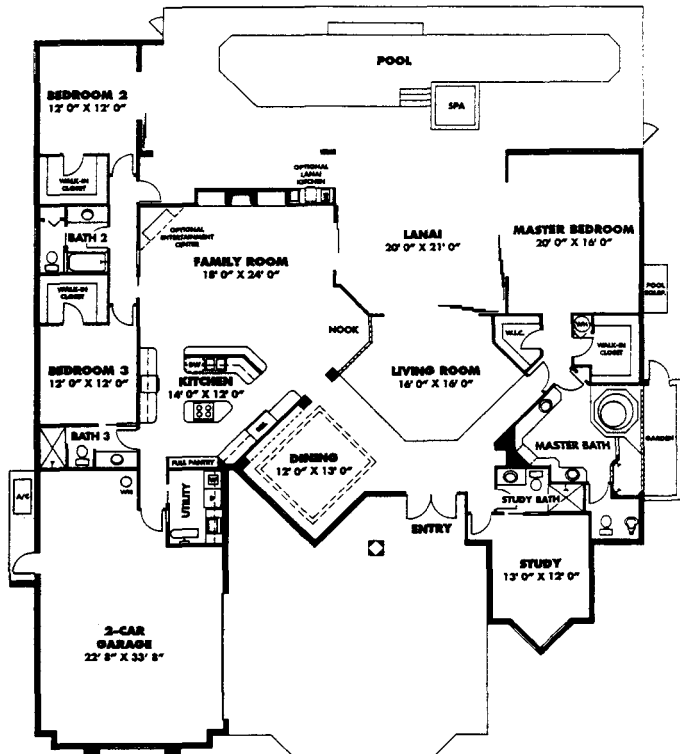 POOL
BEDROOM 2
12' 0" X 12' 0"
SPA
OPTIONAL
LANAI
KITCHEN
WALK-IN
CLOSET
BATH 2
OPTIONAL
ENTERTAINMENT
CENTER
LANAI
20' 0" X 21' 0"
MASTER BEDROOM
20' 0" X 16' 0"
FAMILY ROOM
18' 0" X 24' 0"
POOL
EQUIP.
WALK-IN
CLOSET
NOOK
W.I.C.
WH
WALK-IN
CLOSET
BEDROOM 3
12' 0" X 12' 0"
DW
KITCHEN
14' 0" X 12' 0"
LIVING ROOM
16' 0" X 16' 0"
REF.
BATH 3
DINING
12' 0" X 13' 0"
MASTER BATH
GARDEN
FULL PANTRY
A/C
WH
UTILITY
STUDY BATH
ENTRY
STUDY
13' 0" X 12' 0"
2-CAR
GARAGE
22' 8" X 33' 8"